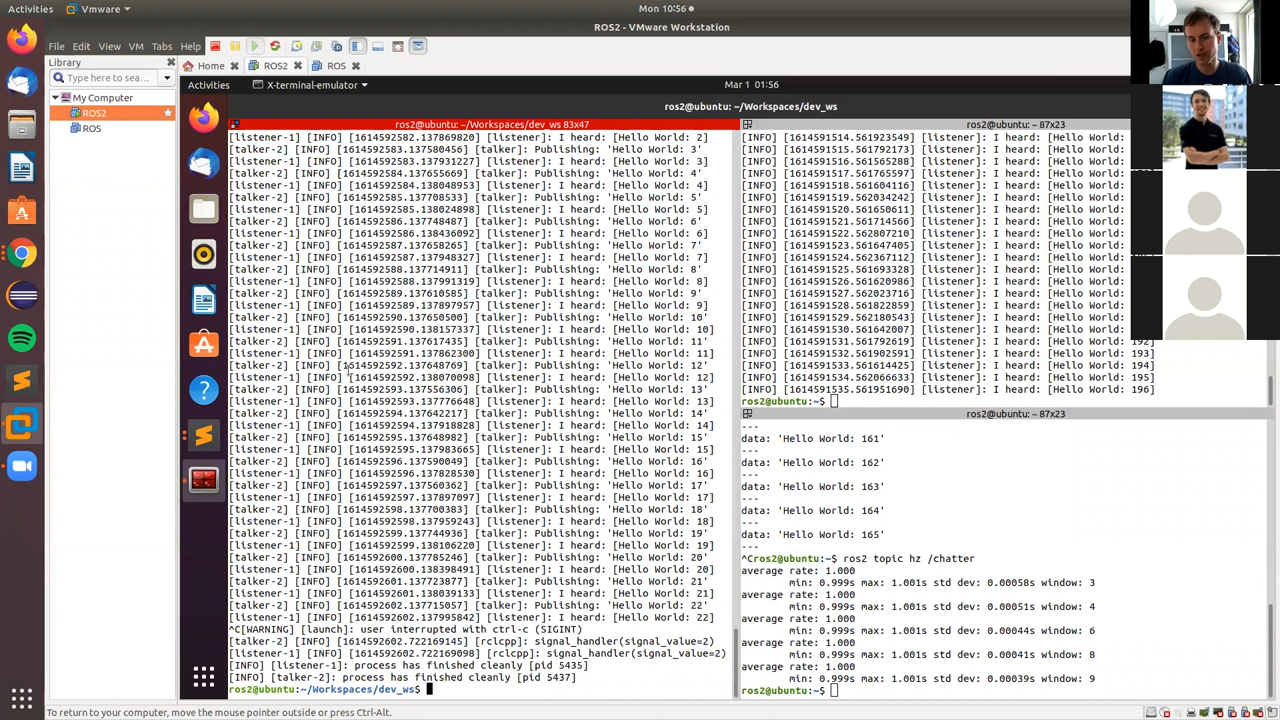 Activities VMware Mon 10:56
ROS2 - VMware Workstation
File Edit View VM Tabs Help
Library
Type here to sea...
My Computer
ROS2
ROS
Home ROS2 ROS
Activities X-terminal-emulator Mar 1 01:56
ros2@ubuntu: ~/Workspaces/dev_ws
ros2@ubuntu: ~/Workspaces/dev_ws 83x47
[listener-1] [INFO] [1614592582.137869820] [listener]: I heard: [Hello World: 2]
[talker-2] [INFO] [1614592583.137580456] [talker]: Publishing: 'Hello World: 3'
[listener-1] [INFO] [1614592583.137931227] [listener]: I heard: [Hello World: 3]
[talker-2] [INFO] [1614592584.137655669] [talker]: Publishing: 'Hello World: 4'
[listener-1] [INFO] [1614592584.138048953] [listener]: I heard: [Hello World: 4]
[talker-2] [INFO] [1614592585.137708533] [talker]: Publishing: 'Hello World: 5'
[listener-1] [INFO] [1614592585.138024898] [listener]: I heard: [Hello World: 5]
[talker-2] [INFO] [1614592586.137748487] [talker]: Publishing: 'Hello World: 6'
[listener-1] [INFO] [1614592586.138436092] [listener]: I heard: [Hello World: 6]
[talker-2] [INFO] [1614592587.137658265] [talker]: Publishing: 'Hello World: 7'
[listener-1] [INFO] [1614592587.137948327] [listener]: I heard: [Hello World: 7]
[talker-2] [INFO] [1614592588.137714911] [talker]: Publishing: 'Hello World: 8'
[listener-1] [INFO] [1614592588.137991319] [listener]: I heard: [Hello World: 8]
[talker-2] [INFO] [1614592589.137610585] [talker]: Publishing: 'Hello World: 9'
[listener-1] [INFO] [1614592589.137897957] [listener]: I heard: [Hello World: 9]
[talker-2] [INFO] [1614592590.137650500] [talker]: Publishing: 'Hello World: 10'
[listener-1] [INFO] [1614592590.138157337] [listener]: I heard: [Hello World: 10]
[talker-2] [INFO] [1614592591.137617435] [talker]: Publishing: 'Hello World: 11'
[listener-1] [INFO] [1614592591.137862300] [listener]: I heard: [Hello World: 11]
[talker-2] [INFO] [1614592592.137648769] [talker]: Publishing: 'Hello World: 12'
[listener-1] [INFO] [1614592592.138070098] [listener]: I heard: [Hello World: 12]
[talker-2] [INFO] [1614592593.137556306] [talker]: Publishing: 'Hello World: 13'
[listener-1] [INFO] [1614592593.137776648] [listener]: I heard: [Hello World: 13]
[talker-2] [INFO] [1614592594.137642217] [talker]: Publishing: 'Hello World: 14'
[listener-1] [INFO] [1614592594.137918828] [listener]: I heard: [Hello World: 14]
[talker-2] [INFO] [1614592595.137648982] [talker]: Publishing: 'Hello World: 15'
[listener-1] [INFO] [1614592595.137983665] [listener]: I heard: [Hello World: 15]
[talker-2] [INFO] [1614592596.137590049] [talker]: Publishing: 'Hello World: 16'
[listener-1] [INFO] [1614592596.137828530] [listener]: I heard: [Hello World: 16]
[talker-2] [INFO] [1614592597.137560362] [talker]: Publishing: 'Hello World: 17'
[listener-1] [INFO] [1614592597.137897097] [listener]: I heard: [Hello World: 17]
[talker-2] [INFO] [1614592598.137700383] [talker]: Publishing: 'Hello World: 18'
[listener-1] [INFO] [1614592598.137959243] [listener]: I heard: [Hello World: 18]
[talker-2] [INFO] [1614592599.137744936] [talker]: Publishing: 'Hello World: 19'
[listener-1] [INFO] [1614592599.138106220] [listener]: I heard: [Hello World: 19]
[talker-2] [INFO] [1614592600.137785246] [talker]: Publishing: 'Hello World: 20'
[listener-1] [INFO] [1614592600.138398491] [listener]: I heard: [Hello World: 20]
[talker-2] [INFO] [1614592601.137723877] [talker]: Publishing: 'Hello World: 21'
[listener-1] [INFO] [1614592601.138039133] [listener]: I heard: [Hello World: 21]
[talker-2] [INFO] [1614592602.137715057] [talker]: Publishing: 'Hello World: 22'
[listener-1] [INFO] [1614592602.137995842] [listener]: I heard: [Hello World: 22]
^C[WARNING] [launch]: user interrupted with ctrl-c (SIGINT)
[talker-2] [INFO] [1614592602.722169145] [rclcpp]: signal_handler(signal_value=2)
[listener-1] [INFO] [1614592602.722169098] [rclcpp]: signal_handler(signal_value=2)
[INFO] [listener-1]: process has finished cleanly [pid 5435]
[INFO] [talker-2]: process has finished cleanly [pid 5437]
ros2@ubuntu:~/Workspaces/dev_ws$
ros2@ubuntu: ~ 87x23
[INFO] [1614591514.561923549] [listener]: I heard: [Hello World:
[INFO] [1614591515.561792273] [listener]: I heard: [Hello World:
[INFO] [1614591516.561565288] [listener]: I heard: [Hello World:
[INFO] [1614591517.561765597] [listener]: I heard: [Hello World:
[INFO] [1614591518.561604116] [listener]: I heard: [Hello World:
[INFO] [1614591519.562034242] [listener]: I heard: [Hello World:
[INFO] [1614591520.561650611] [listener]: I heard: [Hello World:
[INFO] [1614591521.561714566] [listener]: I heard: [Hello World:
[INFO] [1614591522.562807210] [listener]: I heard: [Hello World:
[INFO] [1614591523.561647405] [listener]: I heard: [Hello World:
[INFO] [1614591524.562367112] [listener]: I heard: [Hello World:
[INFO] [1614591525.561693328] [listener]: I heard: [Hello World:
[INFO] [1614591526.561620986] [listener]: I heard: [Hello World:
[INFO] [1614591527.562023716] [listener]: I heard: [Hello World:
[INFO] [1614591528.561822859] [listener]: I heard: [Hello World:
[INFO] [1614591529.562180543] [listener]: I heard: [Hello World:
[INFO] [1614591530.561642007] [listener]: I heard: [Hello World:
[INFO] [1614591531.561792619] [listener]: I heard: [Hello World: 192]
[INFO] [1614591532.561902591] [listener]: I heard: [Hello World: 193]
[INFO] [1614591533.561614425] [listener]: I heard: [Hello World: 194]
[INFO] [1614591534.562066633] [listener]: I heard: [Hello World: 195]
[INFO] [1614591535.561951690] [listener]: I heard: [Hello World: 196]
ros2@ubuntu:~$
ros2@ubuntu: ~ 87x23
---
data: 'Hello World: 161'
---
data: 'Hello World: 162'
---
data: 'Hello World: 163'
---
data: 'Hello World: 164'
---
data: 'Hello World: 165'
---
^Cros2@ubuntu:~$ ros2 topic hz /chatter
average rate: 1.000
min: 0.999s max: 1.001s std dev: 0.00058s window: 3
average rate: 1.000
min: 0.999s max: 1.001s std dev: 0.00051s window: 4
average rate: 1.000
min: 0.999s max: 1.001s std dev: 0.00044s window: 6
average rate: 1.000
min: 0.999s max: 1.001s std dev: 0.00041s window: 8
average rate: 1.000
min: 0.999s max: 1.001s std dev: 0.00039s window: 9
ros2@ubuntu:~$
To return to your computer, move the mouse pointer outside or press Ctrl-Alt.